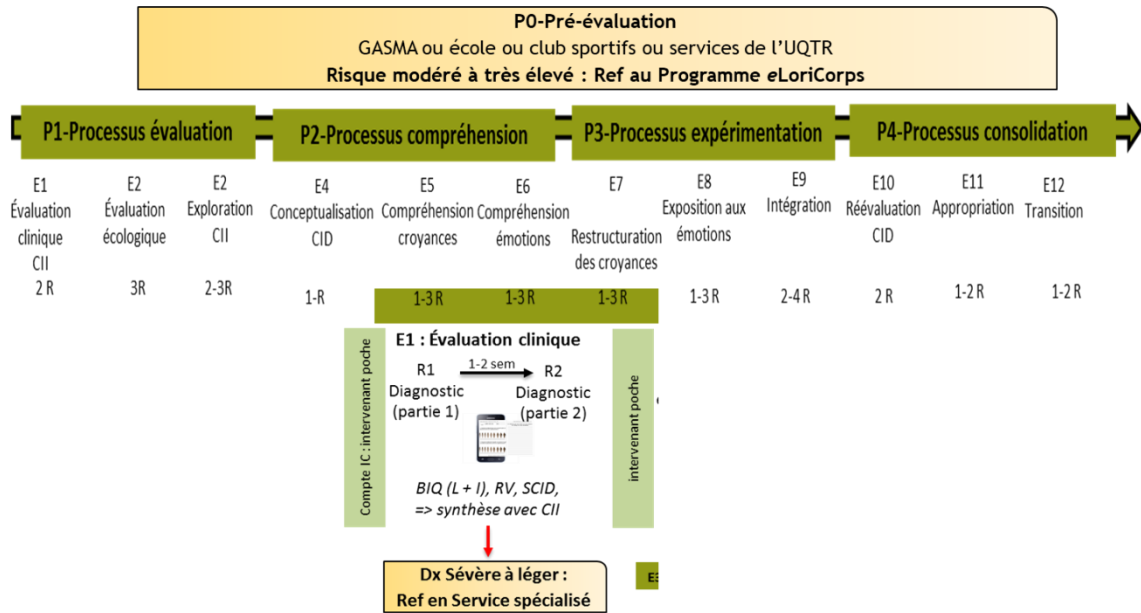 P0-Pré-évaluation
GASMA ou école ou club sportifs ou services de l'UQTR
Risque modéré à très élevé : Ref au Programme eLoriCorps
P1-Processus évaluation
P2-Processus compréhension
P3-Processus expérimentation
P4-Processus consolidation
E1
Évaluation
clinique
CII
2 R
E2
Évaluation
écologique
3R
E2
Exploration
CII
2-3R
E4
Conceptualisation
CID
1-R
E5
Compréhension
croyances
1-3 R
E6
Compréhension
émotions
1-3 R
E7
Restructuration
des croyances
1-3 R
E8
Exposition aux
émotions
1-3 R
E9
Intégration
2-4 R
E10
Réévaluation
CID
2 R
E11
Appropriation
1-2 R
E12
Transition
1-2 R
Compte IC : intervenant poche
E1 : Évaluation clinique
R1
Diagnostic
(partie 1)
1-2 sem
R2
Diagnostic
(partie 2)
BIQ (L + I), RV, SCID,
=> synthèse avec CII
intervenant poche
Dx Sévère à léger :
Ref en Service spécialisé